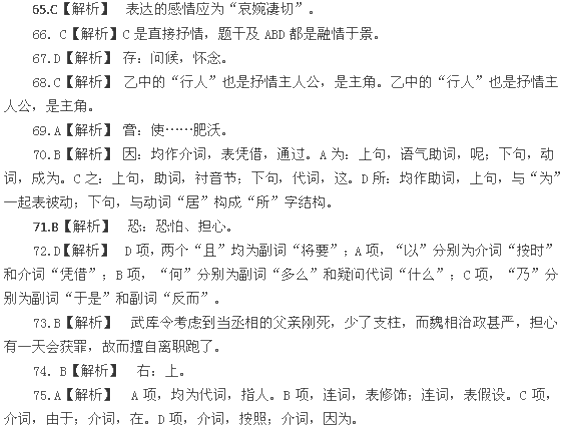 65.C【解析】 表达的感情应为“哀婉凄切”。
66. C【解析】C是直接抒情，题干及ABD都是融情于景。
67.D【解析】 存：问候，怀念。
68.C【解析】 乙中的“行人”也是抒情主人公，是主角。乙中的“行人”也是抒情主
人公，是主角。
69.A【解析】 膏：使……肥沃。
70.B【解析】 因：均作介词，表凭借，通过。A为：上句，语气助词，呢；下句，动
词，成为。C之：上句，助词，衬音节；下句，代词，这。D所：均作助词，上句，与“为”
一起表被动；下句，与动词“居”构成“所”字结构。
71.B【解析】 恐：恐怕、担心。
72.D【解析】 D项，两个“且”均为副词“将要”；A项，“以”分别为介词“按时”
和介词“凭借”；B项，“何”分别为副词“多么”和疑问代词“什么”；C项，“乃”分
别为副词“于是”和副词“反而”。
73.B【解析】 武库令考虑到当丞相的父亲刚死，少了支柱，而魏相治政甚严，担心
有一天会获罪，故而擅自离职跑了。
74. B【解析】 右：上。
75.A【解析】 A项，均为代词，指人。B项，连词，表修饰；连词，表假设。C项，
介词，由于；介词，在。D项，介词，按照；介词，因为。